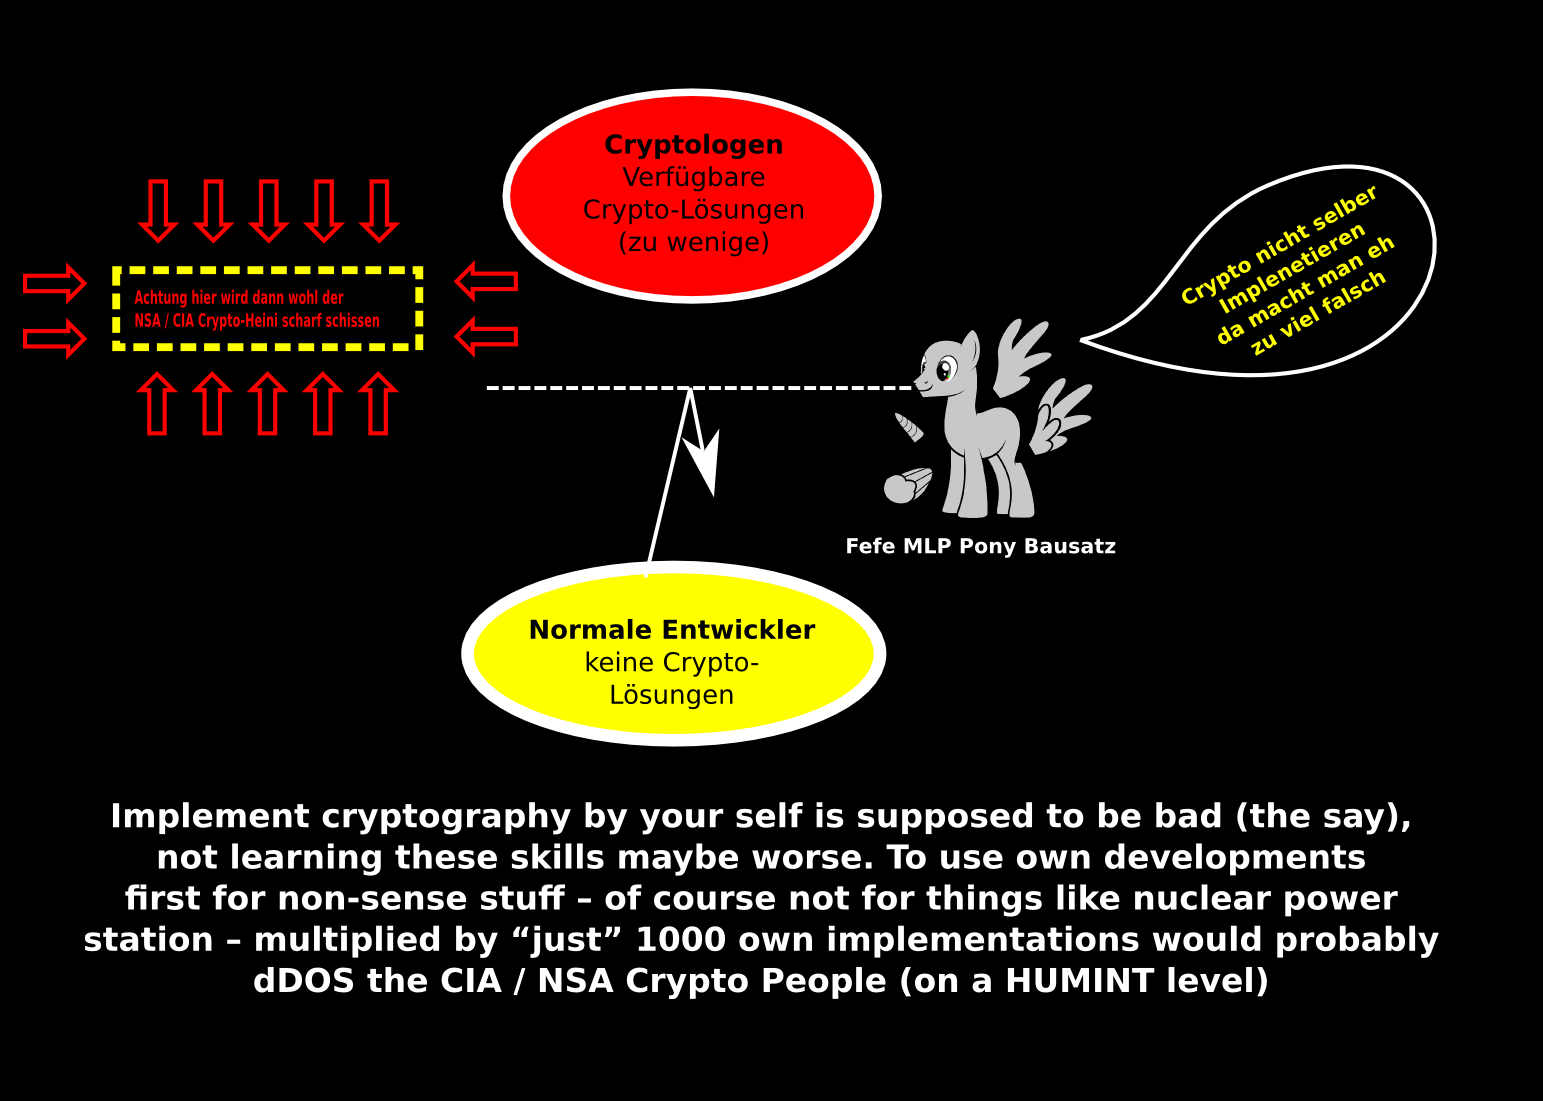 Cryptologen
Verfügbare
Crypto-Lösungen
(zu wenige)
Achtung hier wird dann wohl der
NSA / CIA Crypto-Heini scharf schissen
Crypto nicht selber
Implenetieren
da macht man eh
zu viel falsch
Fefe MLP Pony Bausatz
Normale Entwickler
keine Crypto-
Lösungen
Implement cryptography by your self is supposed to be bad (the say),
not learning these skills maybe worse. To use own developments
first for non-sense stuff – of course not for things like nuclear power
station – multiplied by “just” 1000 own implementations would probably
dDOS the CIA / NSA Crypto People (on a HUMINT level)